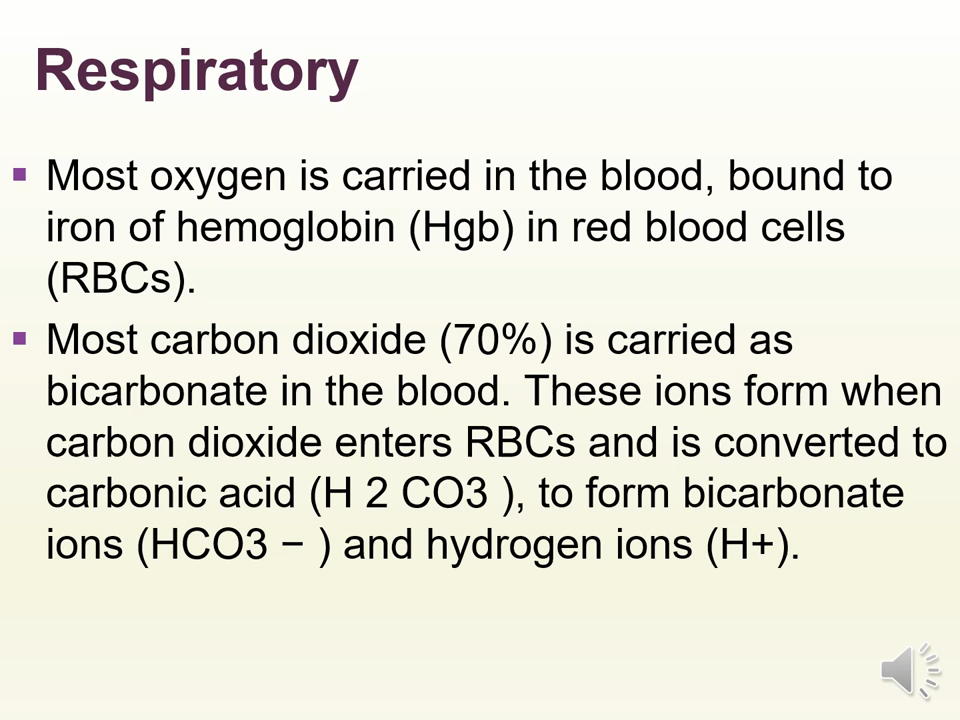 Respiratory
▪ Most oxygen is carried in the blood, bound to
iron of hemoglobin (Hgb) in red blood cells
(RBCs).
▪ Most carbon dioxide (70%) is carried as
bicarbonate in the blood. These ions form when
carbon dioxide enters RBCs and is converted to
carbonic acid (H 2 CO3 ), to form bicarbonate
ions (HCO3 − ) and hydrogen ions (H+).